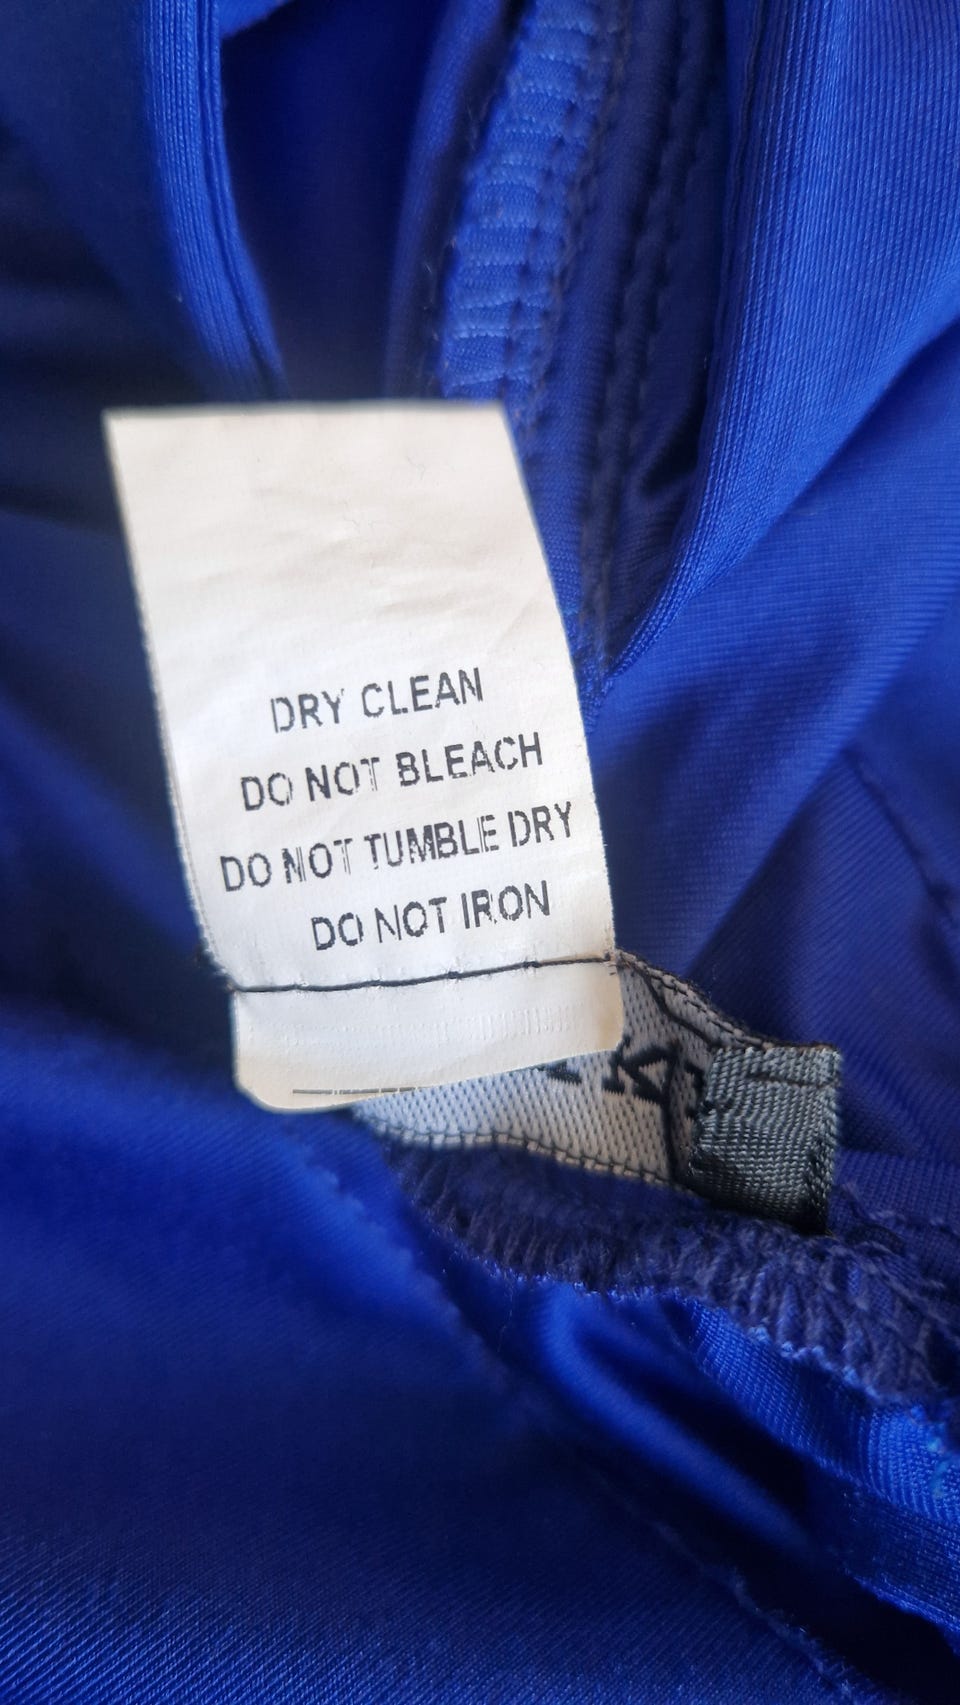 DRY CLEAN
DO NOT BLEACH
DO NOT TUMBLE DRY
DO NOT IRON